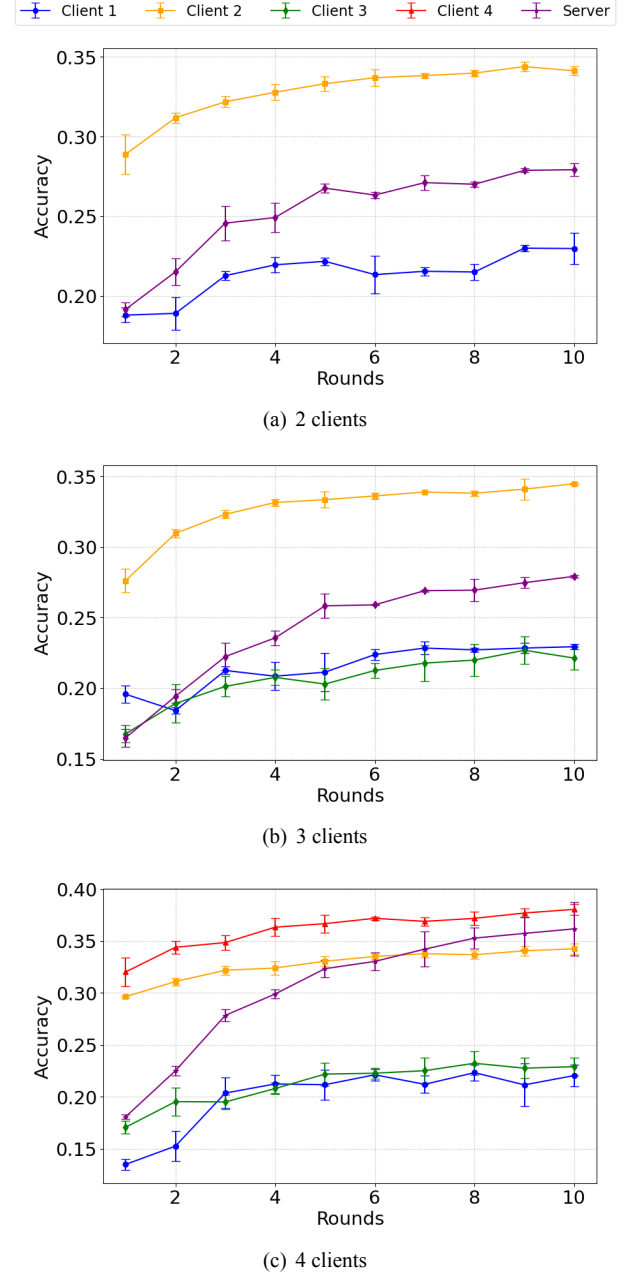 Client 1 Client 2 Client 3 Client 4 Server
0.35
0.30
0.25
0.20
Accuracy
2 4 6 8 10
Rounds
(a) 2 clients
0.35
0.30
0.25
0.20
0.15
Accuracy
2 4 6 8 10
Rounds
(b) 3 clients
0.40
0.35
0.30
0.25
0.20
0.15
Accuracy
2 4 6 8 10
Rounds
(c) 4 clients